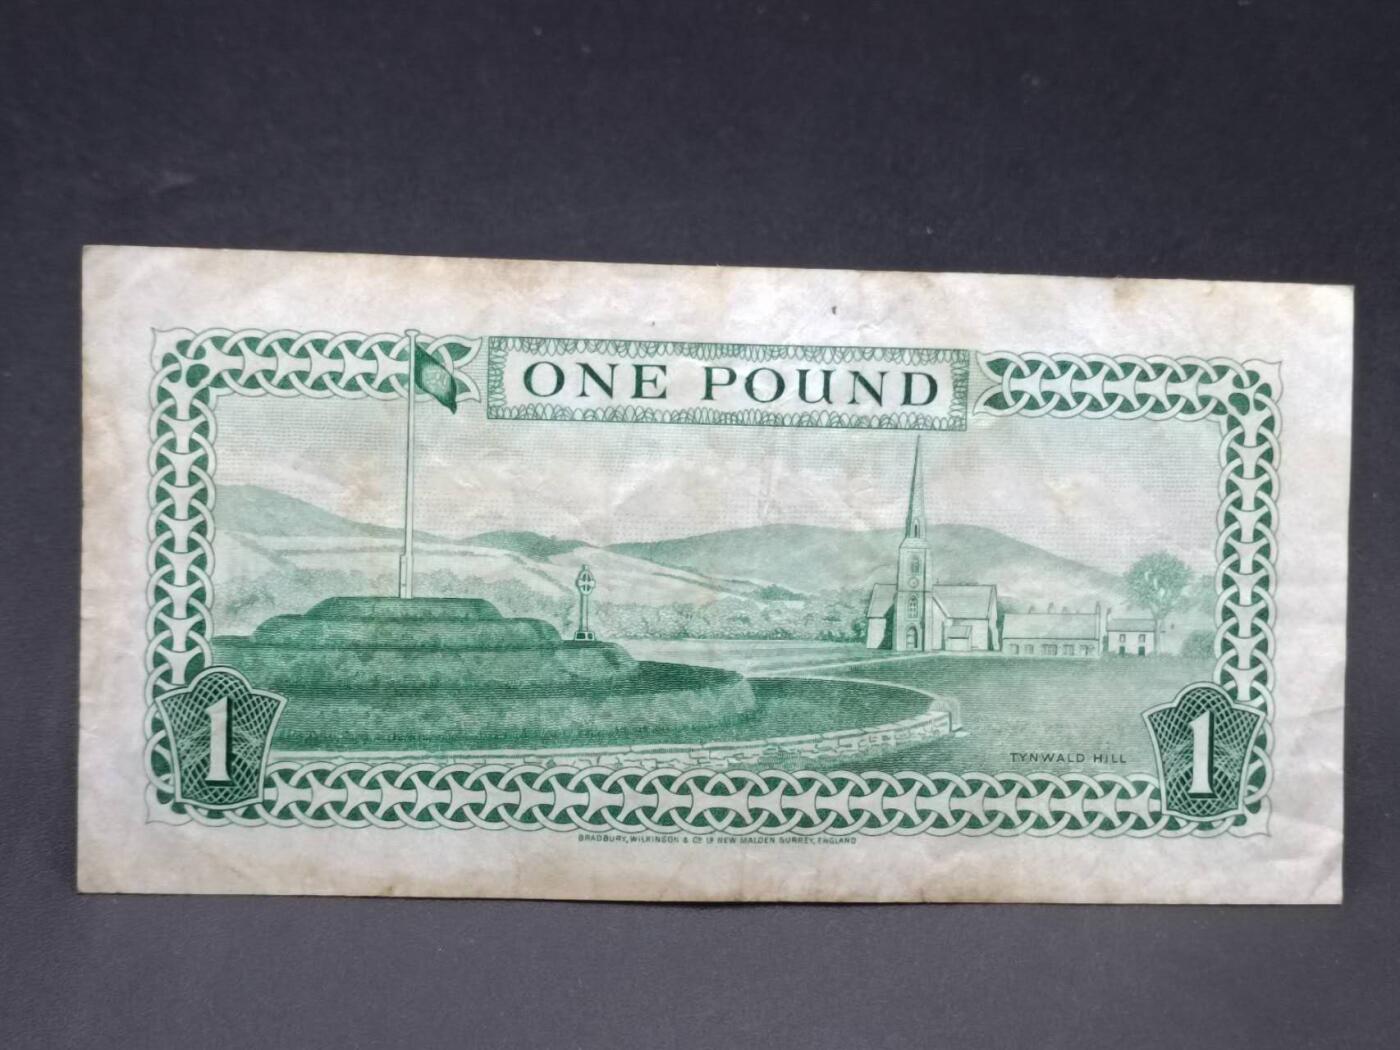 ONE POUND
1
1
TYNWALD HILL
BRADBURY, WILKINSON & Cº Lᴰ NEW MALDEN SURREY, ENGLAND